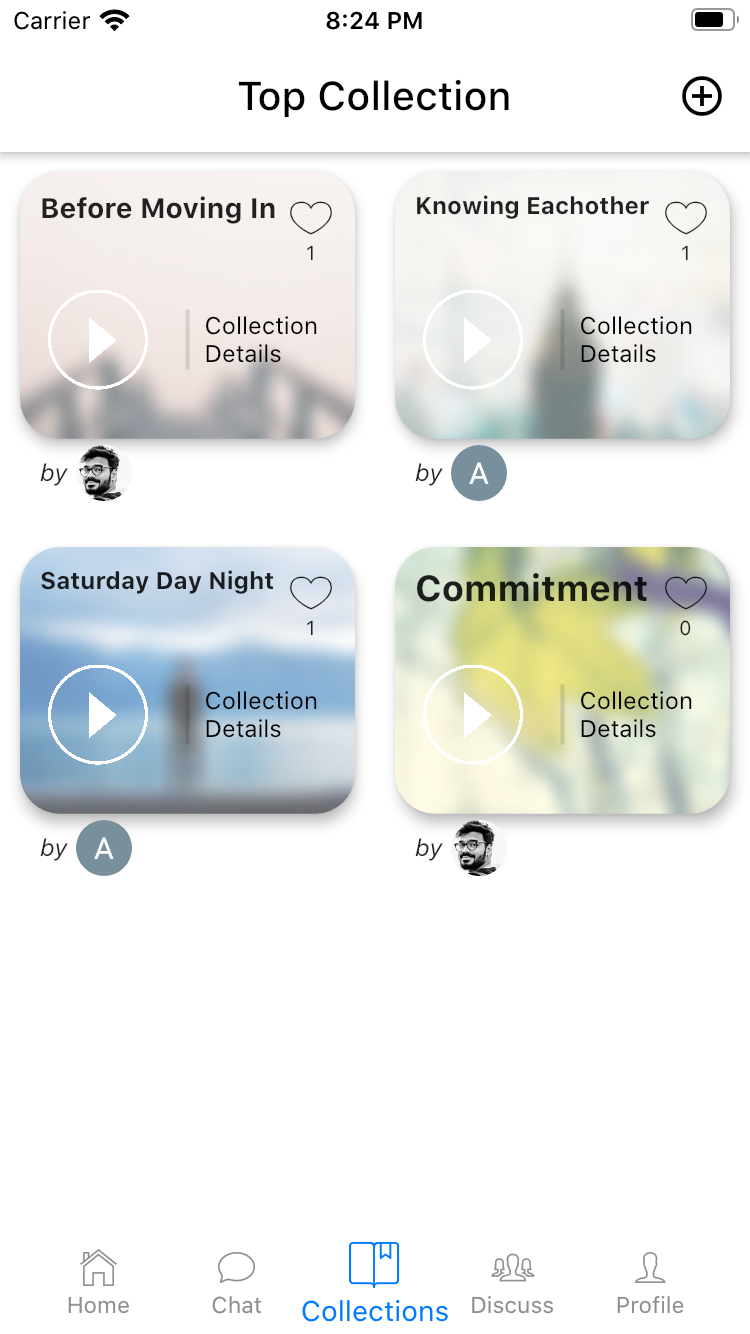 Carrier 8:24 PM
Top Collection
Before Moving In
1
Collection
Details
by
Knowing Eachother
1
Collection
Details
by A
Saturday Day Night
1
Collection
Details
by A
Commitment
0
Collection
Details
by
Home Chat Collections Discuss Profile